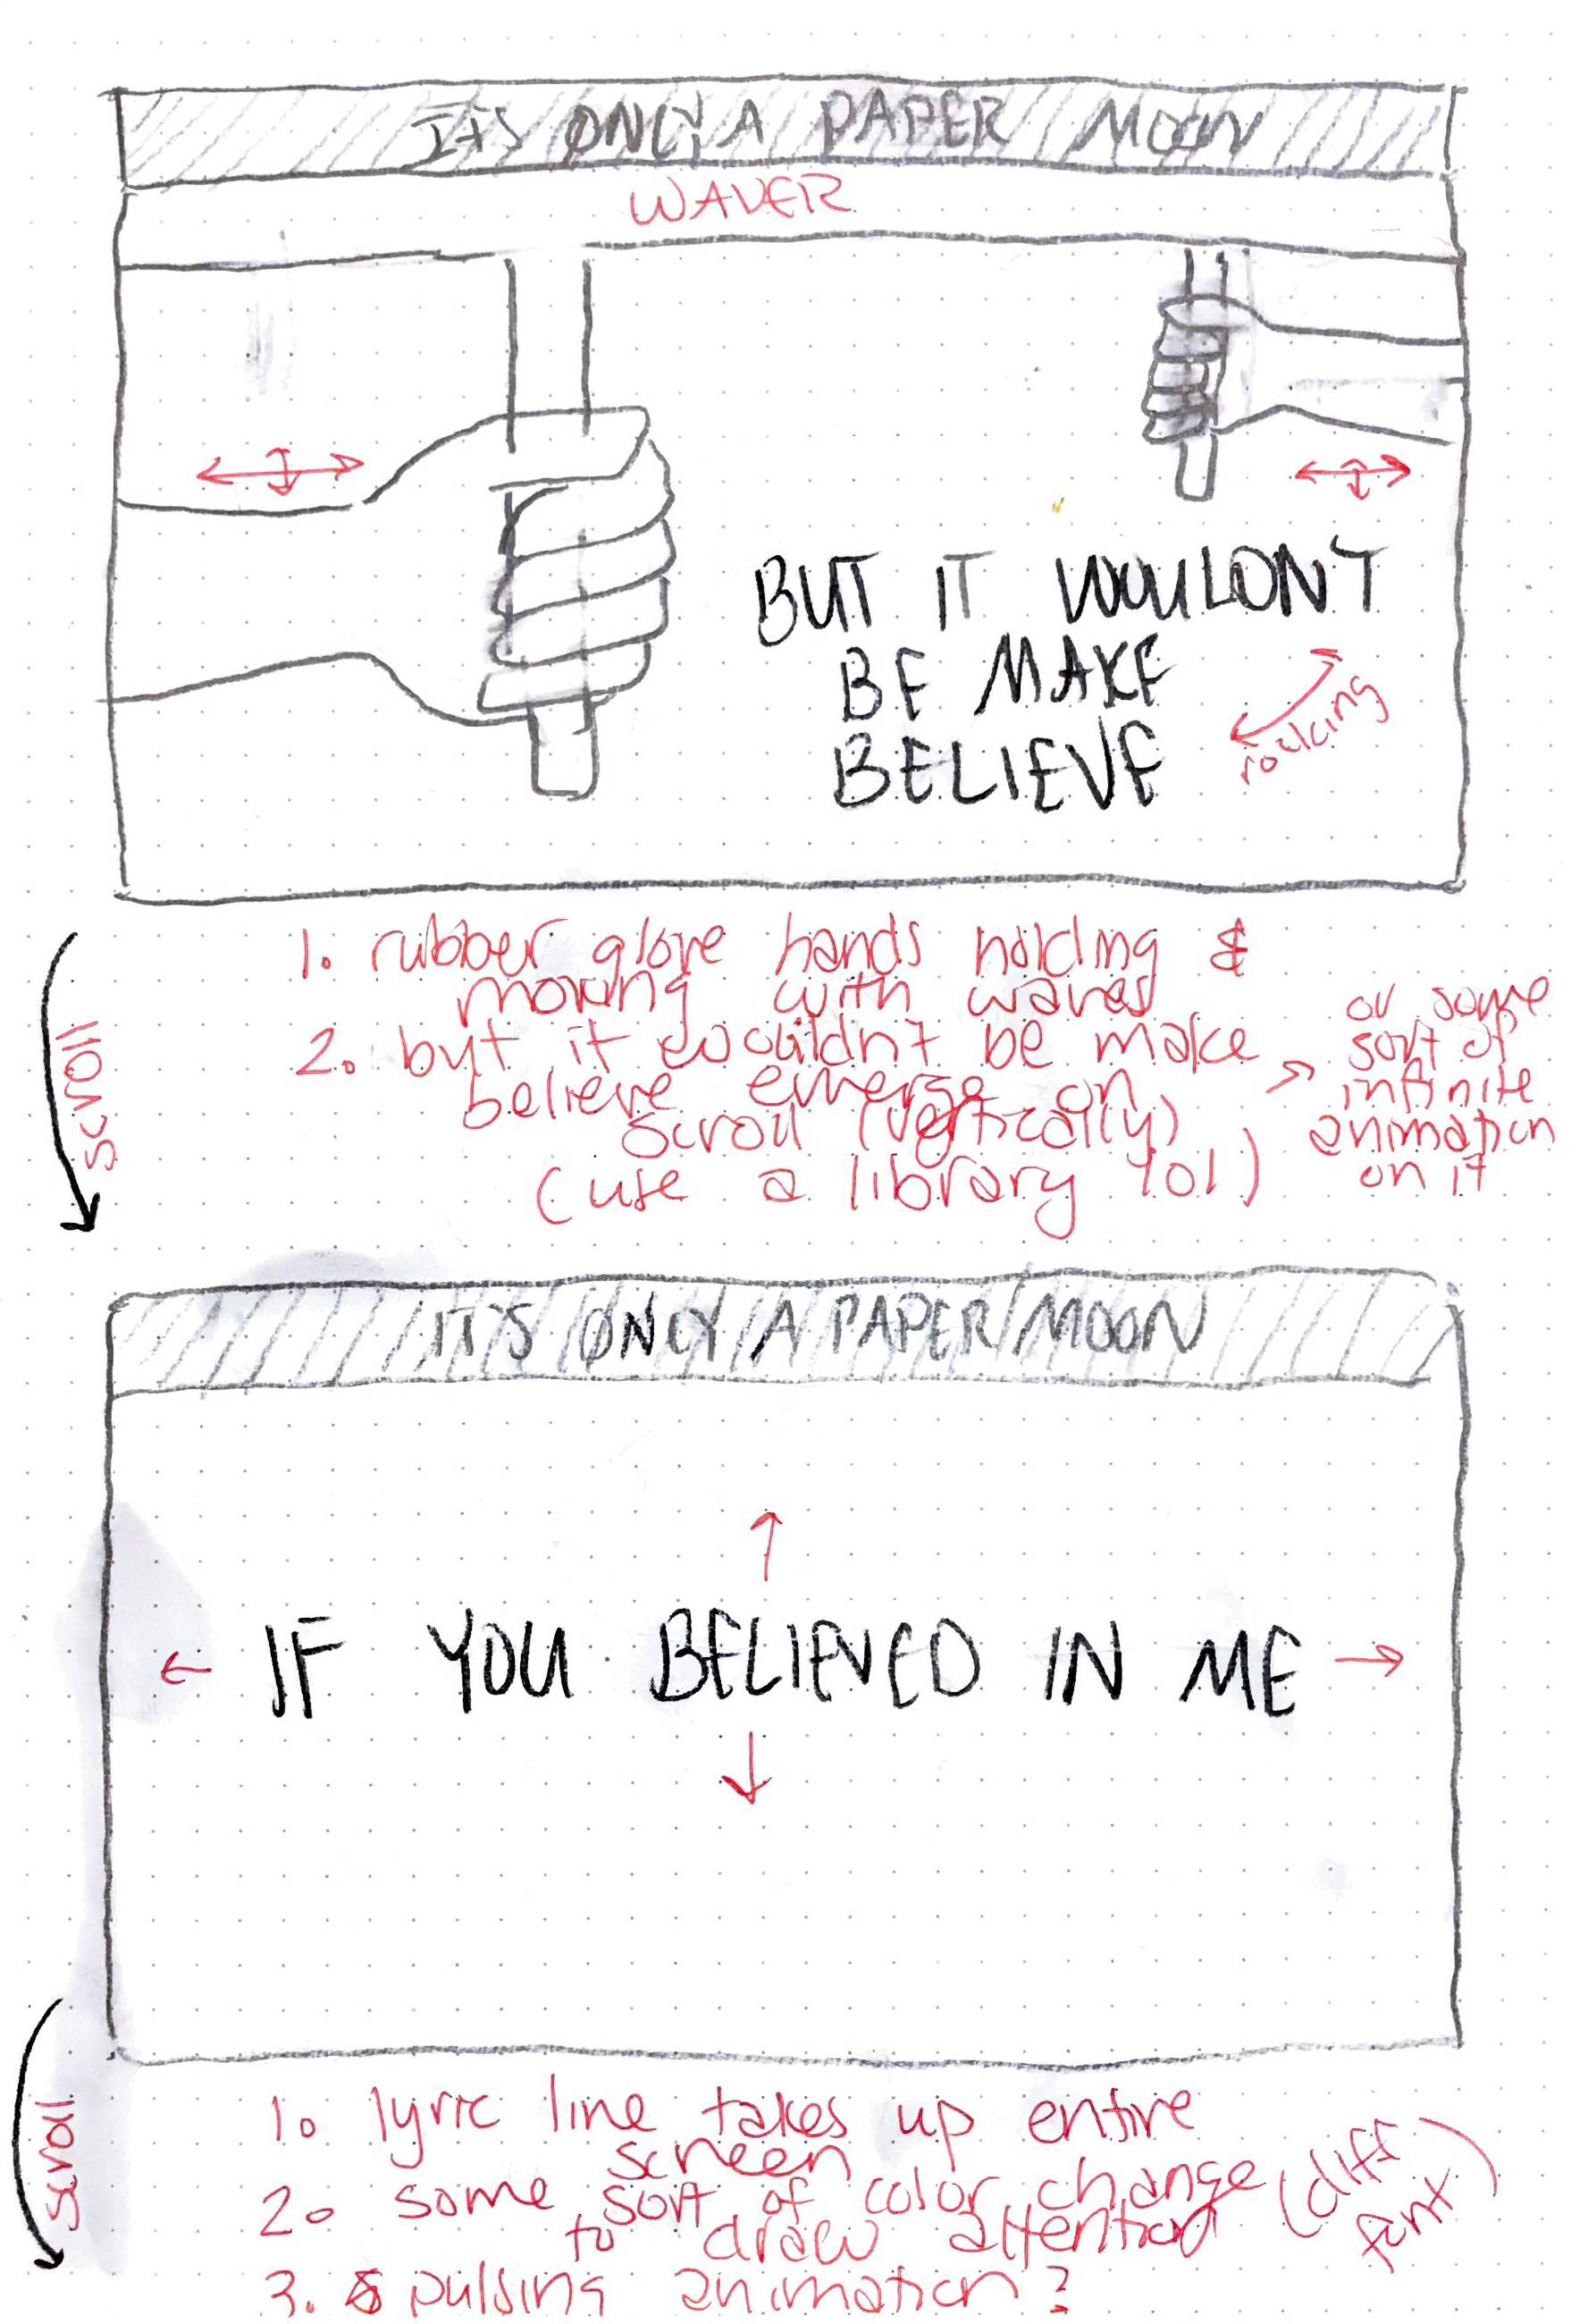 ITS ONLY A PAPER MOON
WAVER
BUT IT WOULDN'T
BE MAKE
BELIEVE
rocking
1. rubber glove hands holding &
moving with waves
2. but it wouldn't be make
believe emerge on
scroll (vertically)
(use a library lol)
→ or some
sort of
infinite
animation
on it
scroll
IT'S ONLY A PAPER MOON
IF YOU BELIEVED IN ME
scroll
1. lyric line takes up entire
screen
2. some sort of color change
to draw attention
(diff
font)
3. pulsing animation?